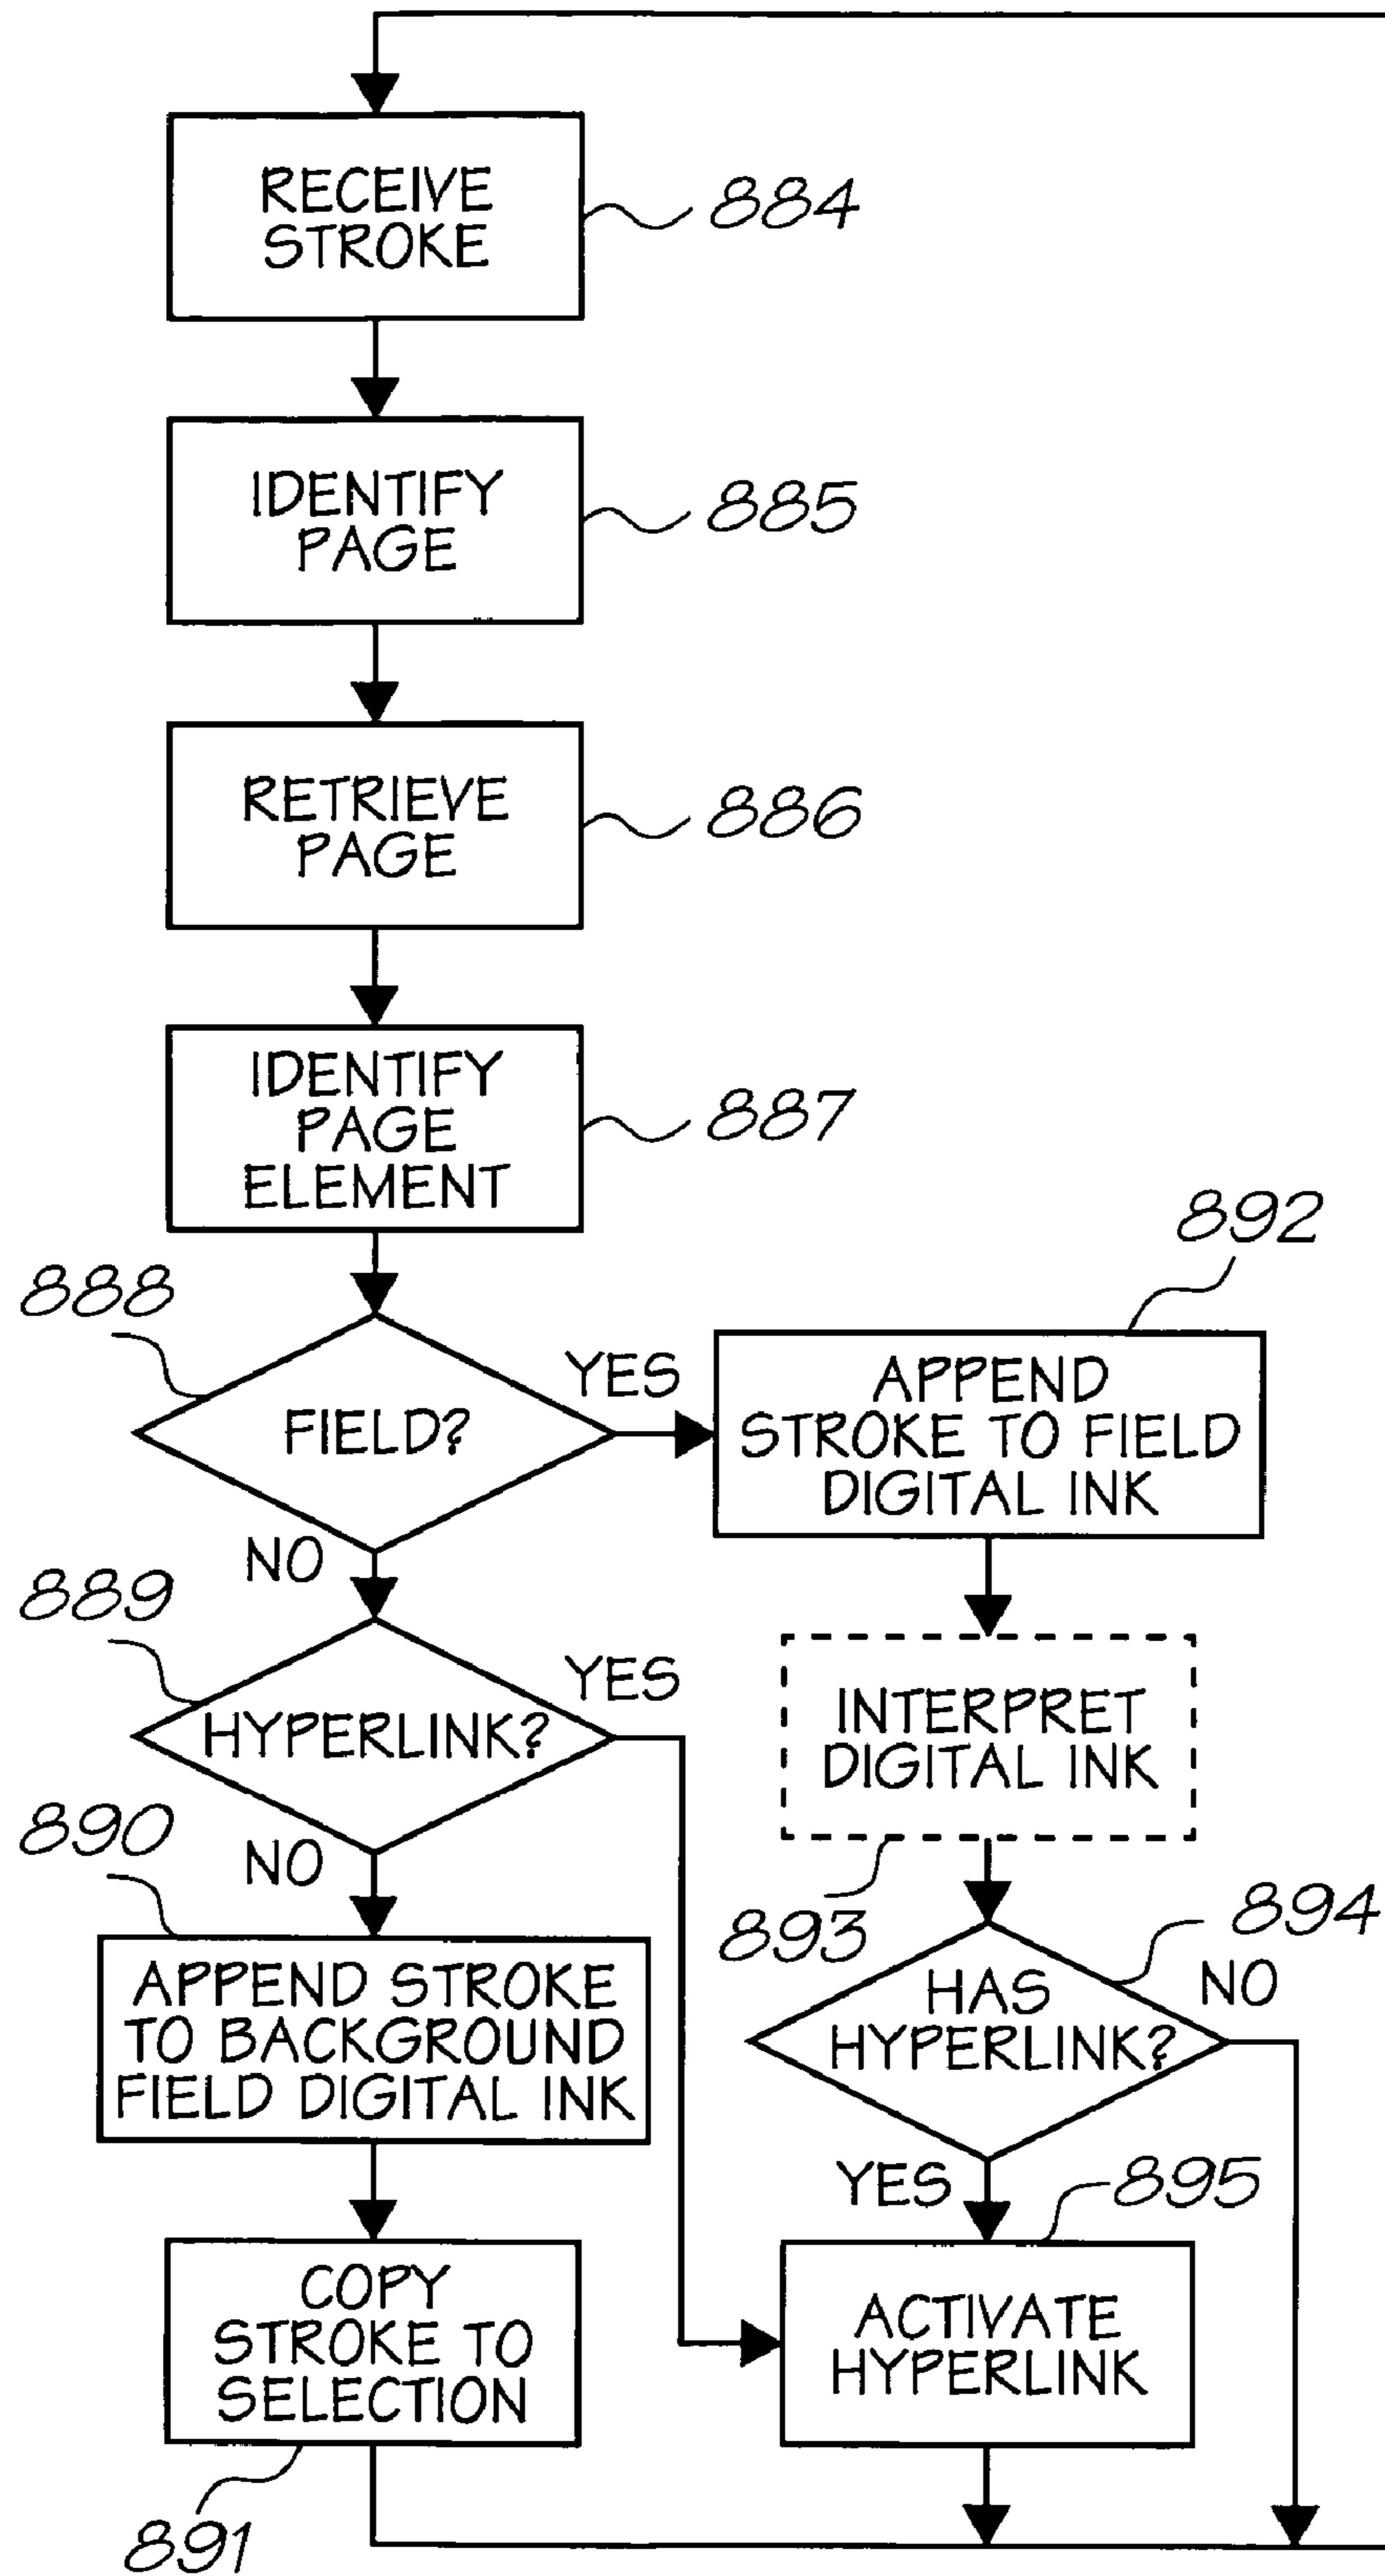 RECEIVE
STROKE
884
IDENTIFY
PAGE
885
RETRIEVE
PAGE
886
IDENTIFY
PAGE
ELEMENT
887
888
FIELD?
YES
NO
892
APPEND
STROKE TO FIELD
DIGITAL INK
889
HYPERLINK?
YES
NO
INTERPRET
DIGITAL INK
893
890
APPEND STROKE
TO BACKGROUND
FIELD DIGITAL INK
894
HAS
HYPERLINK?
NO
YES
895
COPY
STROKE TO
SELECTION
891
ACTIVATE
HYPERLINK